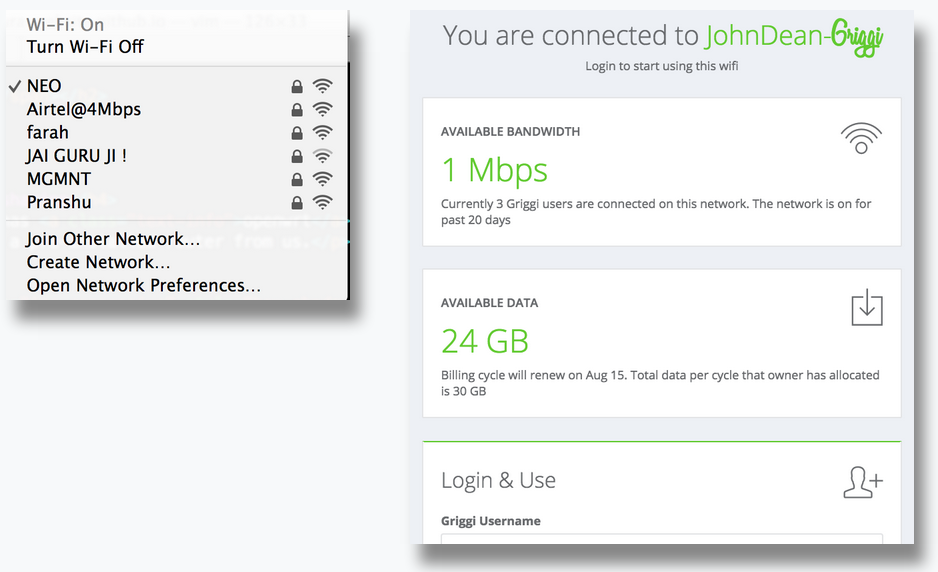 Wi-Fi: On
Turn Wi-Fi Off
NEO
Airtel@4Mbps
farah
JAI GURU JI !
MGMNT
Pranshu
Join Other Network...
Create Network...
Open Network Preferences...
You are connected to JohnDean-Griggi
Login to start using this wifi
AVAILABLE BANDWIDTH
1 Mbps
Currently 3 Griggi users are connected on this network. The network is on for
past 20 days
AVAILABLE DATA
24 GB
Billing cycle will renew on Aug 15. Total data per cycle that owner has allocated
is 30 GB
Login & Use
Griggi Username